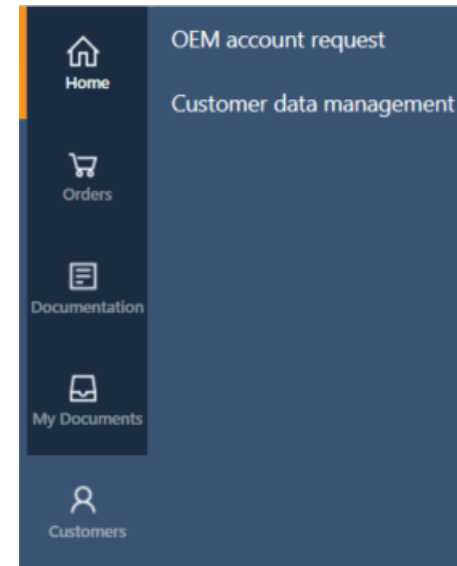 Home
Orders
Documentation
My Documents
Customers
OEM account request
Customer data management